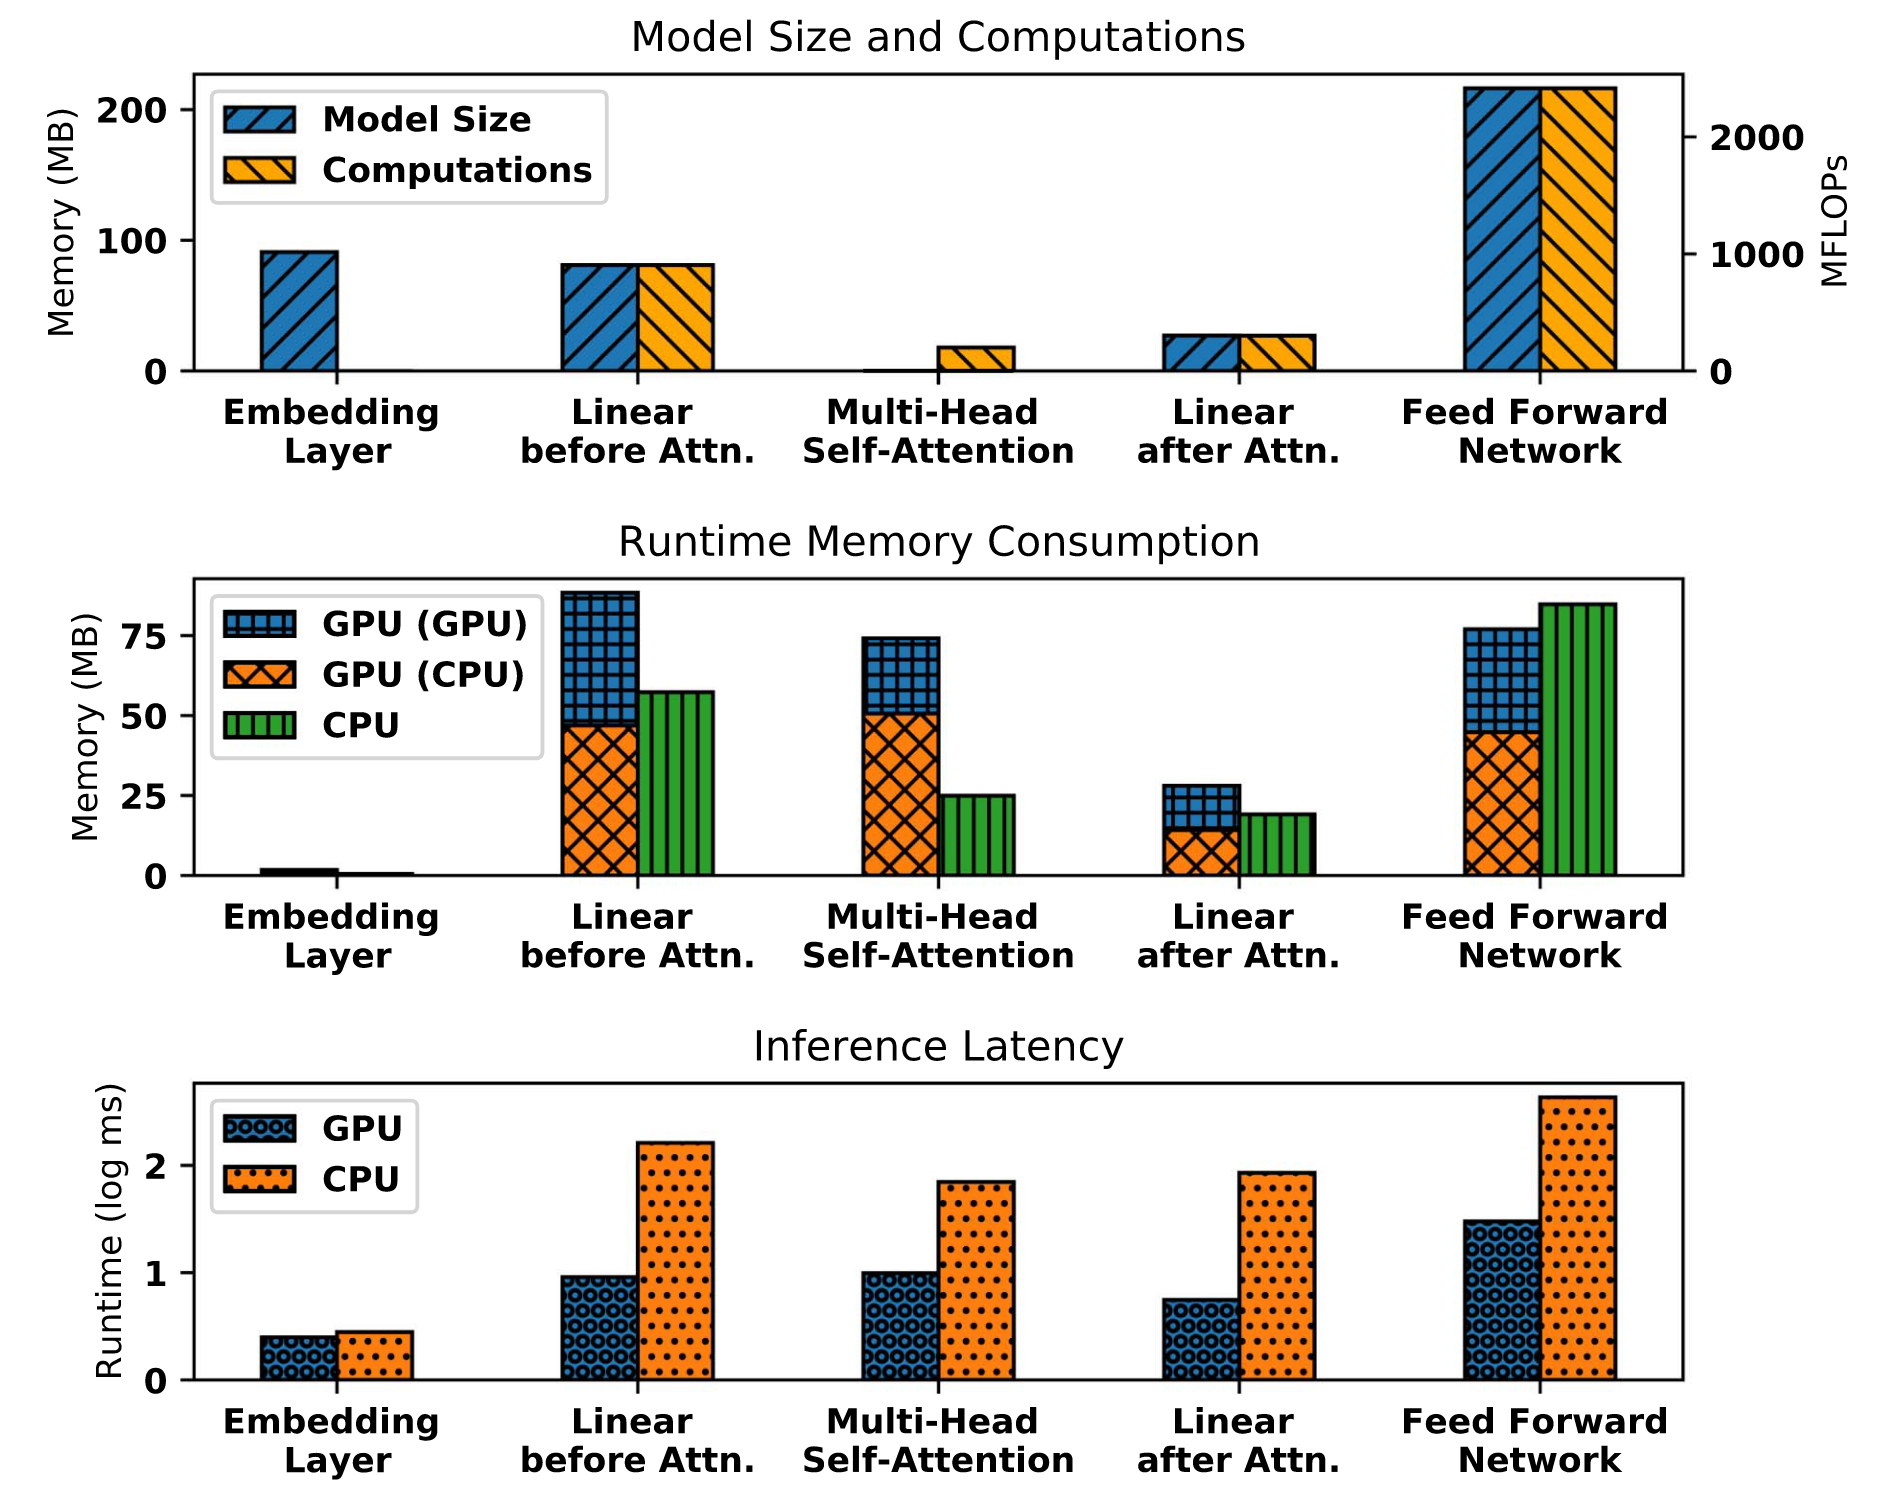 Model Size and Computations
Memory (MB)
200
100
0
Model Size
Computations
2000
1000
0
MFLOPs
Embedding Layer
Linear before Attn.
Multi-Head Self-Attention
Linear after Attn.
Feed Forward Network
Runtime Memory Consumption
Memory (MB)
75
50
25
0
GPU (GPU)
GPU (CPU)
CPU
Embedding Layer
Linear before Attn.
Multi-Head Self-Attention
Linear after Attn.
Feed Forward Network
Inference Latency
Runtime (log ms)
2
1
0
GPU
CPU
Embedding Layer
Linear before Attn.
Multi-Head Self-Attention
Linear after Attn.
Feed Forward Network